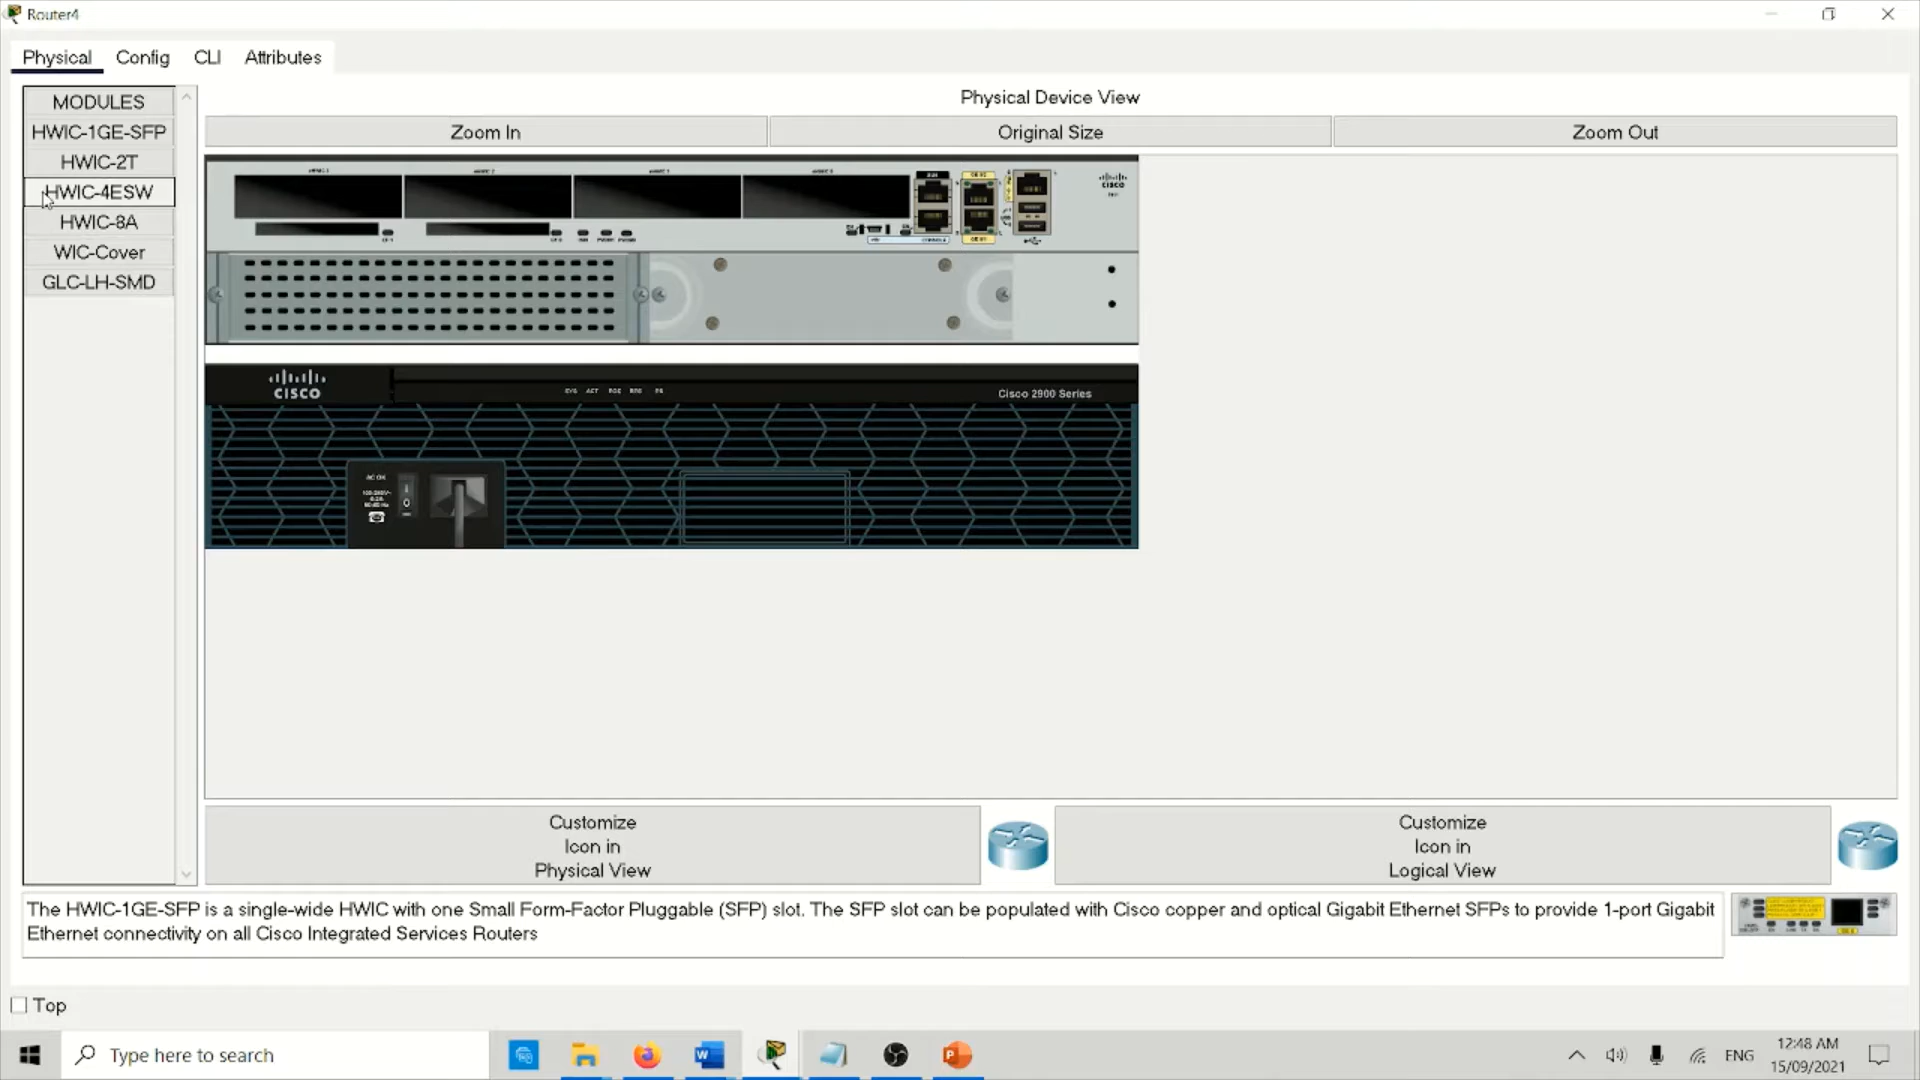 Router4
Physical Config CLI Attributes
MODULES
HWIC-1GE-SFP
HWIC-2T
HWIC-4ESW
HWIC-8A
WIC-Cover
GLC-LH-SMD
Physical Device View
Zoom In Original Size Zoom Out
CISCO
CISCO
Cisco 2900 Series
AC OK
Customize
Icon in
Physical View
Customize
Icon in
Logical View
The HWIC-1GE-SFP is a single-wide HWIC with one Small Form-Factor Pluggable (SFP) slot. The SFP slot can be populated with Cisco copper and optical Gigabit Ethernet SFPs to provide 1-port Gigabit
Ethernet connectivity on all Cisco Integrated Services Routers
Top
Type here to search
ENG
12:48 AM
15/09/2021